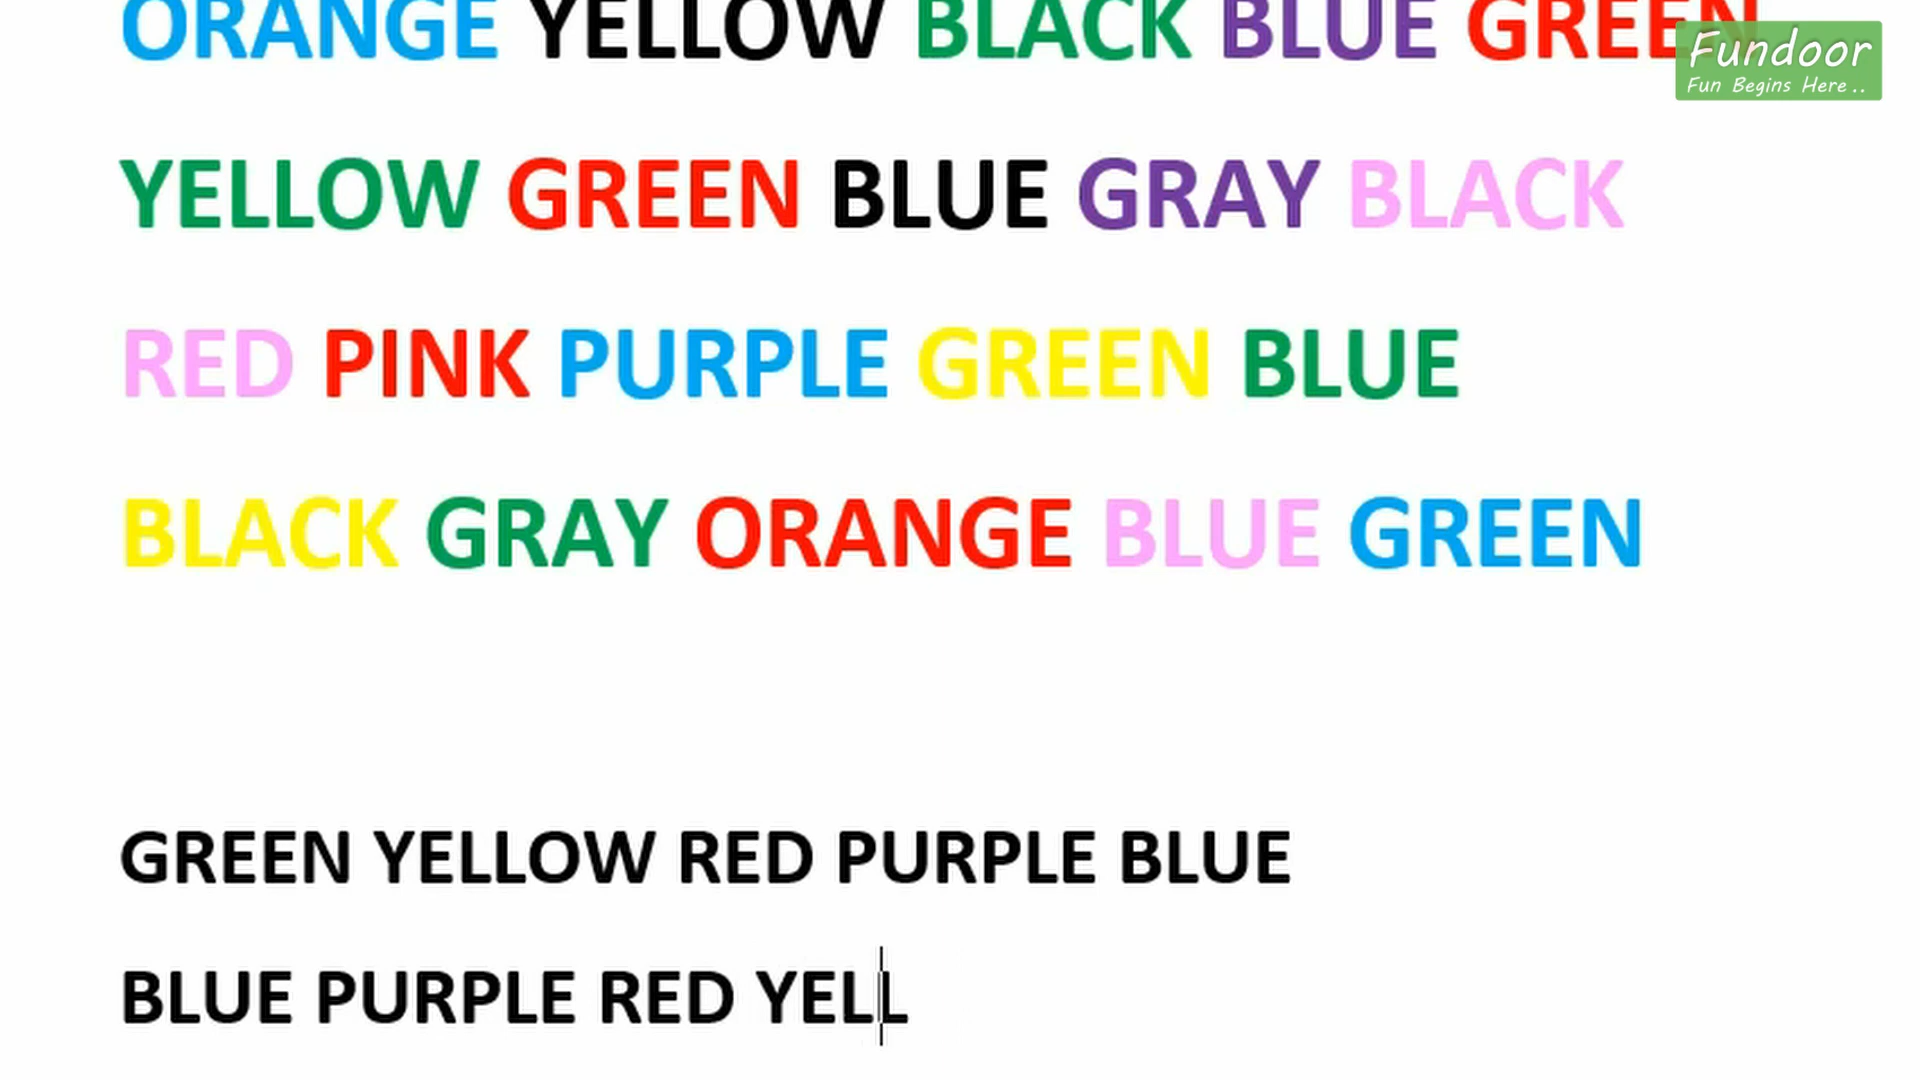 ORANGE YELLOW BLACK BLUE GREEN
Fundoor
Fun Begins Here..
YELLOW GREEN BLUE GRAY BLACK
RED PINK PURPLE GREEN BLUE
BLACK GRAY ORANGE BLUE GREEN
GREEN YELLOW RED PURPLE BLUE
BLUE PURPLE RED YELL